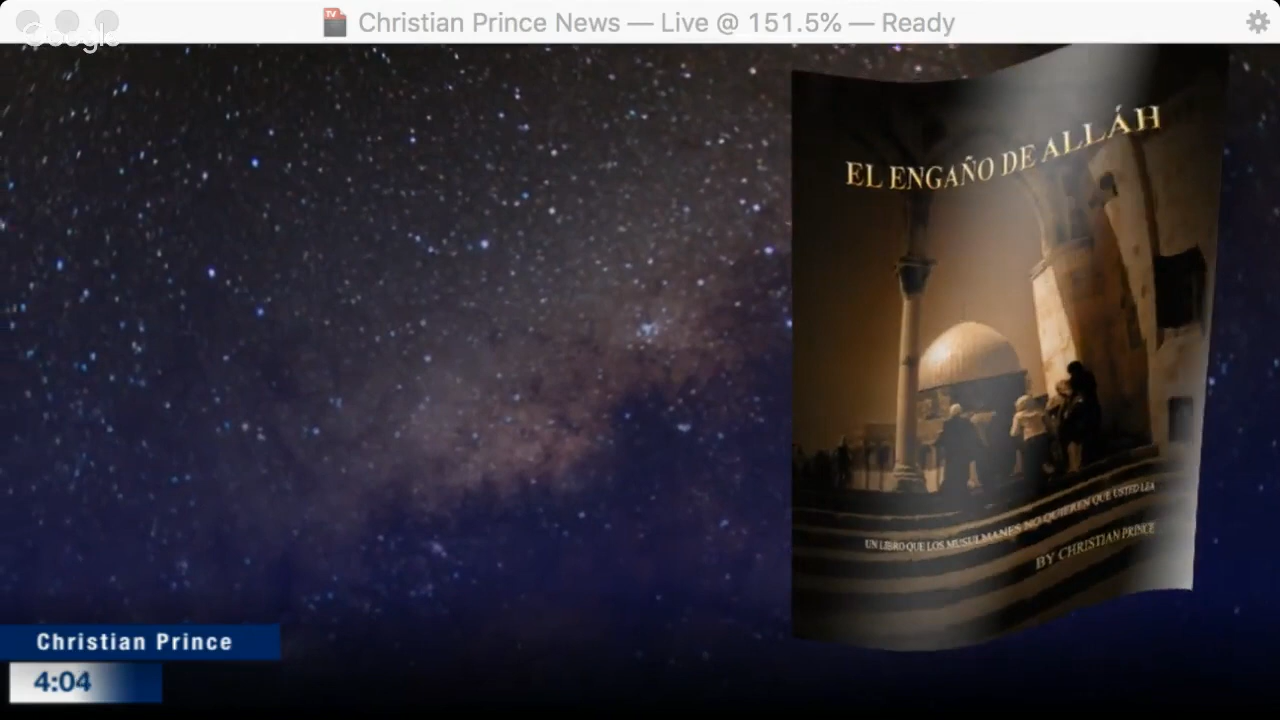 Christian Prince News — Live @ 151.5% — Ready
Google
EL ENGAÑO DE ALLÁH
UN LIBRO QUE LOS MUSULMANES NO QUIEREN QUE USTED LEA
BY CHRISTIAN PRINCE
Christian Prince
4:04